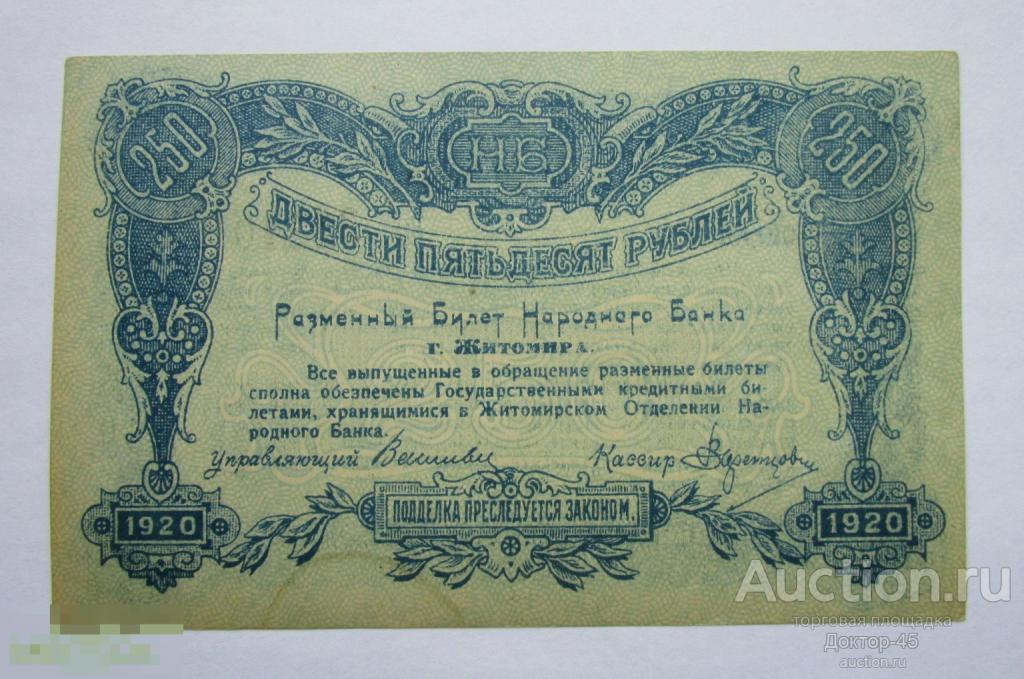 250
НБ
250
ДВЕСТИ ПЯТЬДЕСЯТ РУБЛЕЙ
Разменный Билет Народного Банка
г. Житомира.
Все выпущенные в обращение разменные билеты
сполна обезпечены Государственными кредитными би-
летами, хранящимися в Житомирском Отделении На-
родного Банка.
Управляющий
Кассир
ПОДДЕЛКА ПРЕСЛЕДУЕТСЯ ЗАКОНОМ.
1920
1920
Auction.ru
торговая площадка
Доктор-45
auction.ru